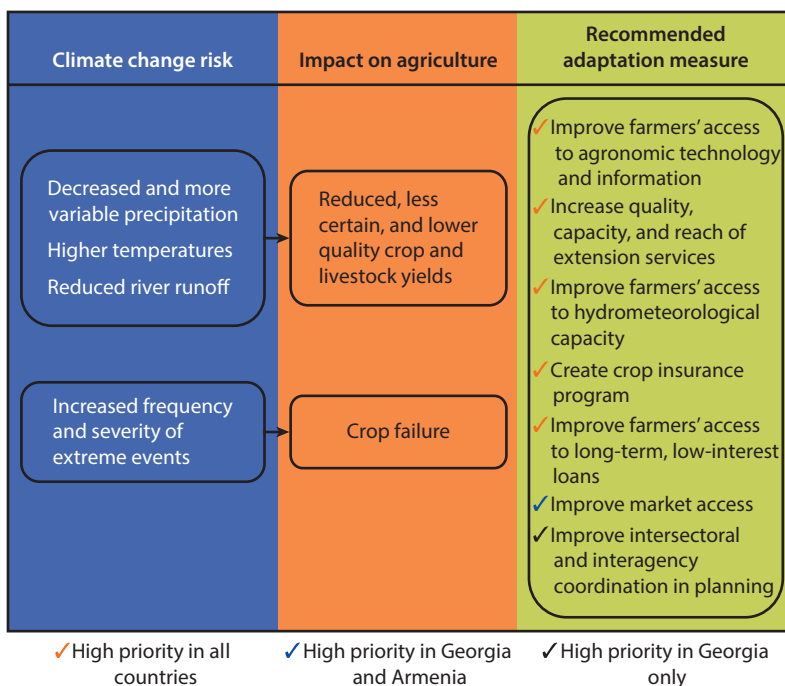 Climate change risk
Impact on agriculture
Recommended
adaptation measure
Decreased and more
variable precipitation
Higher temperatures
Reduced river runoff
Reduced, less
certain, and lower
quality crop and
livestock yields
Increased frequency
and severity of
extreme events
Crop failure
✓Improve farmers’ access
to agronomic technology
and information
✓Increase quality,
capacity, and reach of
extension services
✓Improve farmers’ access
to hydrometeorological
capacity
✓Create crop insurance
program
✓Improve farmers’ access
to long-term, low-interest
loans
✓Improve market access
✓Improve intersectoral
and interagency
coordination in planning
✓High priority in all
countries
✓High priority in Georgia
and Armenia
✓High priority in Georgia
only